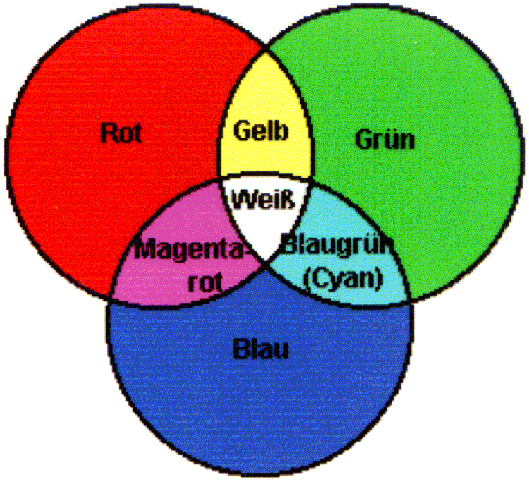 Rot
Gelb
Grün
Weiß
Magenta-
rot
Blaugrün
(Cyan)
Blau